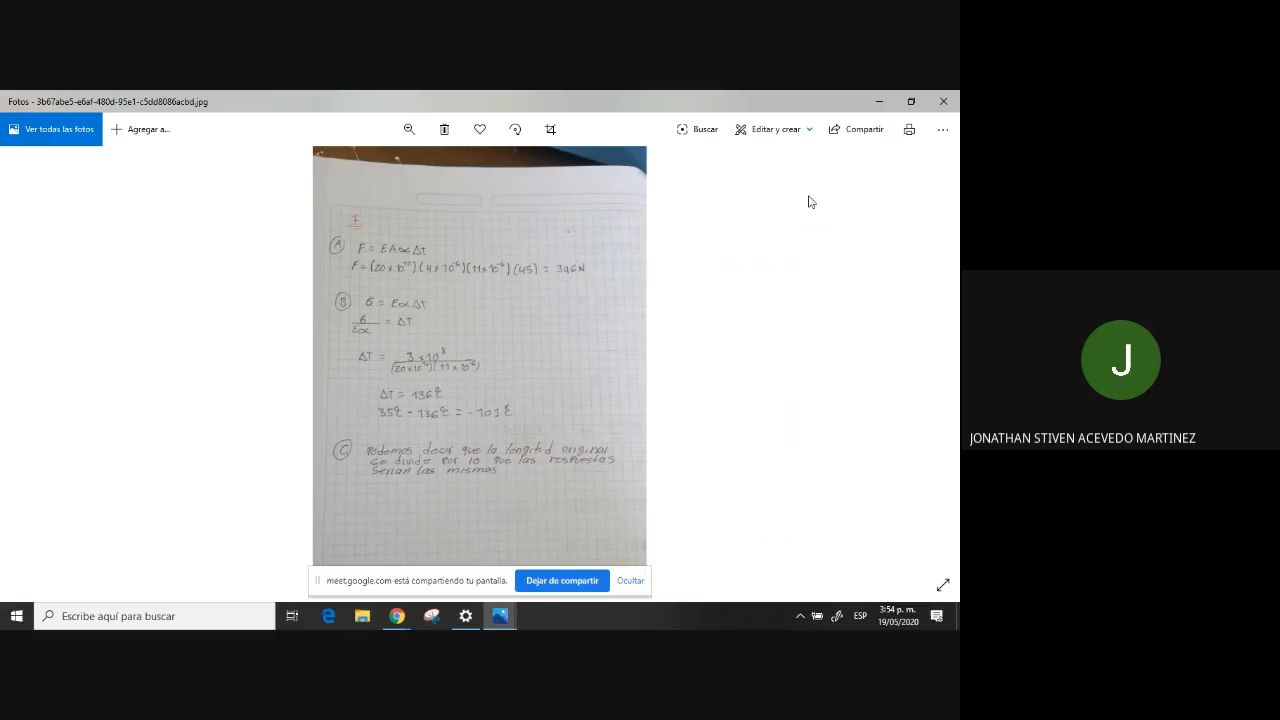 Fotos - 3b67abe5-e6af-480d-95e1-c5dd8086acbd.jpg
Ver todas las fotos
Agregar a...
Buscar
Editar y crear
Compartir
7
A F = EA∝ΔT
F = (20×10¹⁰)(4×10⁻⁶)(11×10⁻⁶)(45) = 396N
B σ = E∝ΔT
σ/E∝ = ΔT
ΔT = 3×10⁸/(20×10¹⁰)(11×10⁻⁶)
ΔT = 136℃
35℃ - 136℃ = -101℃
C Podemos decir que la longitud original
se divide por lo que las respuestas
serian las mismas
meet.google.com está compartiendo tu pantalla.
Dejar de compartir
Ocultar
Escribe aquí para buscar
ESP
3:54 p. m.
19/05/2020
J
JONATHAN STIVEN ACEVEDO MARTINEZ